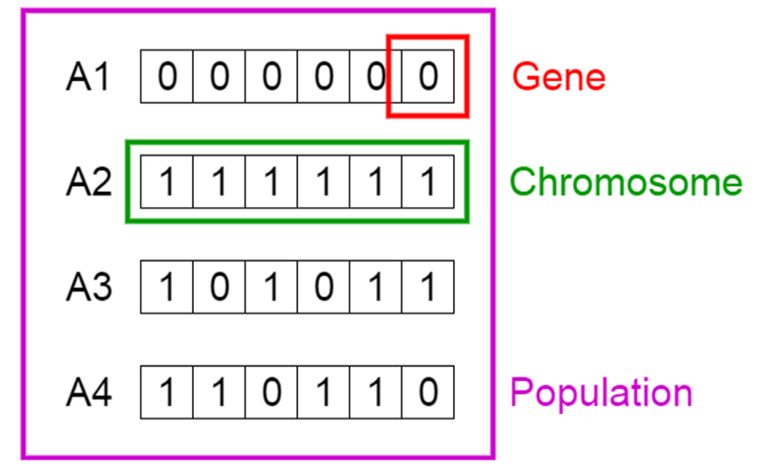 A1 0 0 0 0 0 0 Gene
A2 1 1 1 1 1 1 Chromosome
A3 1 0 1 0 1 1
A4 1 1 0 1 1 0 Population